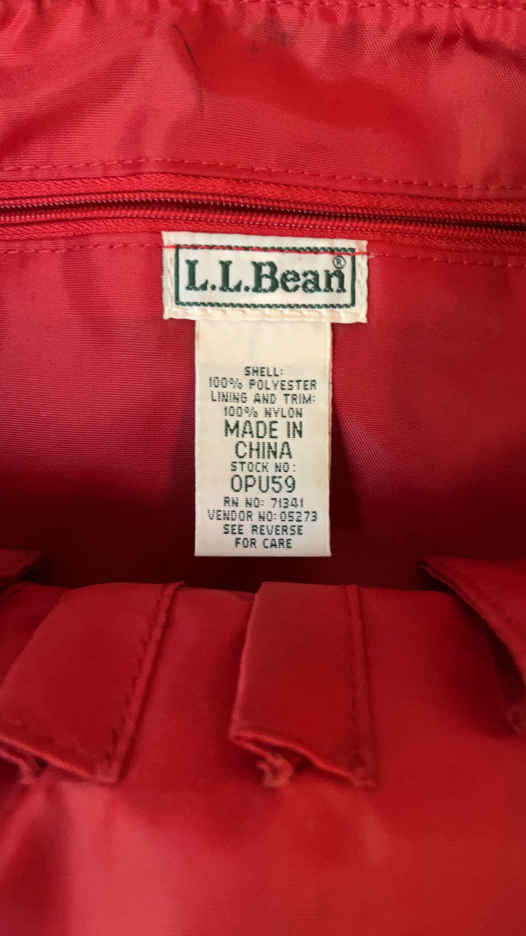 L.L.Bean®
SHELL:
100% POLYESTER
LINING AND TRIM:
100% NYLON
MADE IN
CHINA
STOCK NO:
OPU59
RN NO: 71341
VENDOR NO:05273
SEE REVERSE
FOR CARE